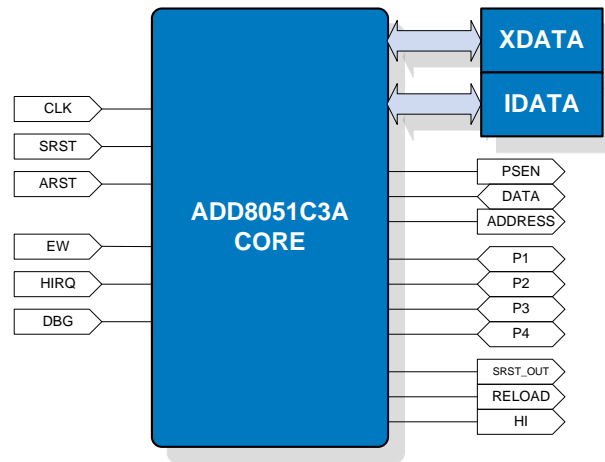 CLK
SRST
ARST
EW
HIRQ
DBG
ADD8051C3A
CORE
XDATA
IDATA
PSEN
DATA
ADDRESS
P1
P2
P3
P4
SRST_OUT
RELOAD
HI